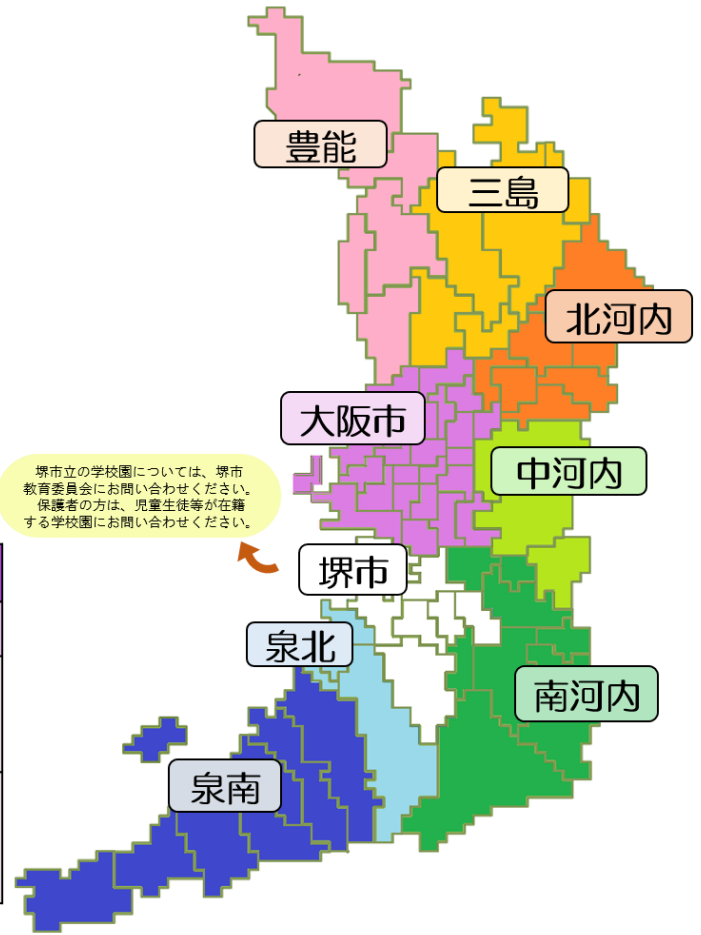 豊能
三島
北河内
大阪市
中河内
堺市立の学校園については、堺市
教育委員会にお問い合わせください。
保護者の方は、児童生徒等が在籍
する学校園にお問い合わせください。
堺市
泉北
南河内
泉南